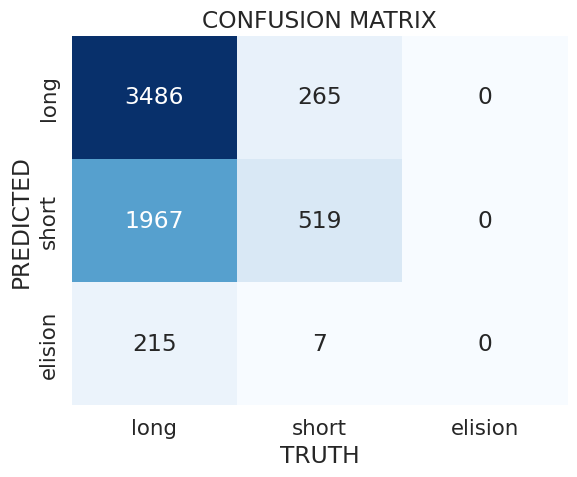 CONFUSION MATRIX
PREDICTED
long 3486 265 0
short 1967 519 0
elision 215 7 0
long short elision
TRUTH